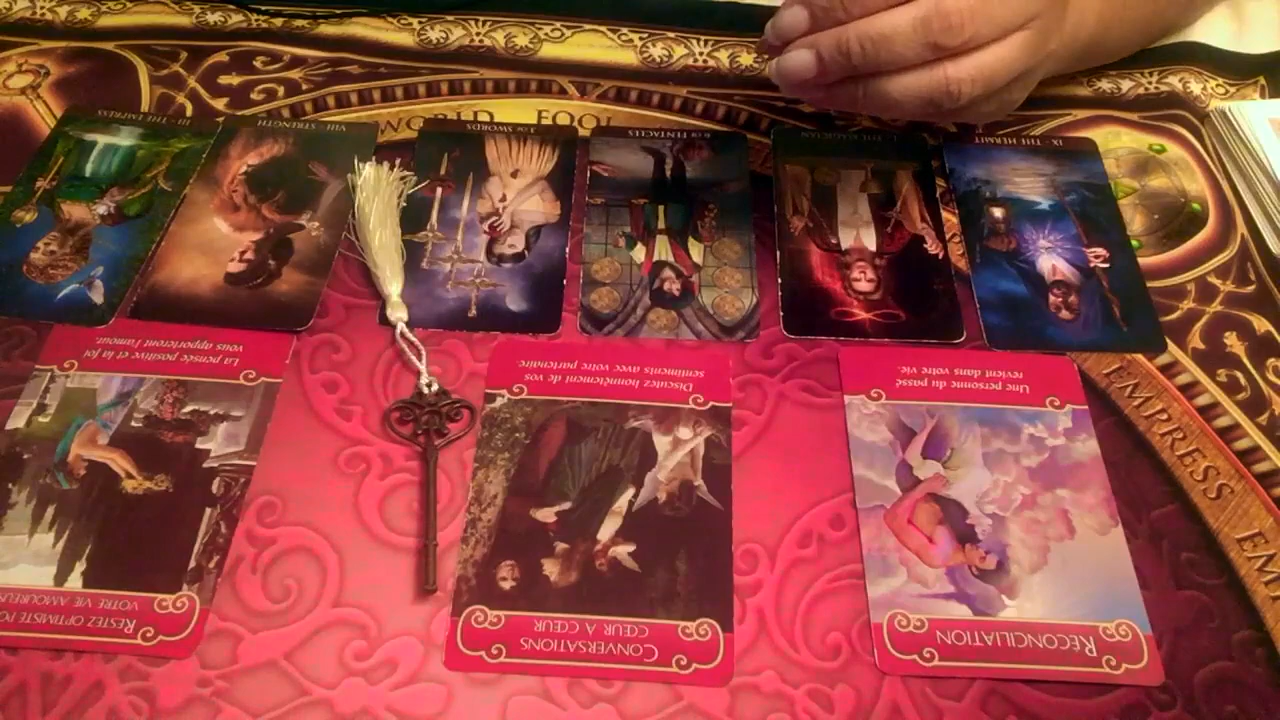 WORLD FOOL
III - THE EMPRESS
VIII - STRENGTH
3 OF SWORDS
6 OF PENTACLES
I - THE MAGICIAN
IX - THE HERMIT
La pensée positive et la foi
vous apporteront l'amour.
RESTEZ OPTIMISTE
VOTRE VIE AMOUREUSE
Discutez honnêtement de vos
sentiments avec votre partenaire.
CONVERSATIONS
CŒUR À CŒUR
Une personne du passé
revient dans votre vie.
RÉCONCILIATION
EMPRESS